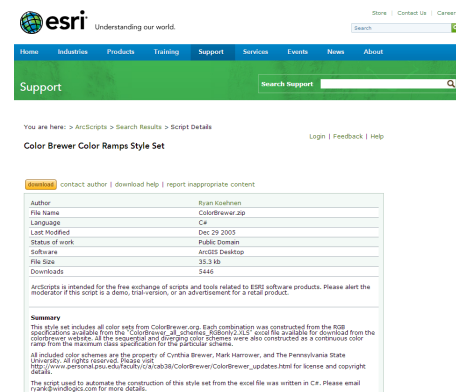 Store | Contact Us | Career
esri Understanding our world.
Search
Home Industries Products Training Support Services Events News About
Support
Search Support
You are here: > ArcScripts > Search Results > Script Details
Login | Feedback | Help
Color Brewer Color Ramps Style Set
download contact author | download help | report inappropriate content
Author Ryan Koehnen
File Name ColorBrewer.zip
Language C#
Last Modified Dec 29 2005
Status of work Public Domain
Software ArcGIS Desktop
File Size 35.3 kb
Downloads 5446
ArcScripts is intended for the free exchange of scripts and tools related to ESRI software products. Please alert the
moderator if this script is a demo, trial-version, or an advertisement for a retail product.
Summary
This style set includes all color sets from ColorBrewer.org. Each combination was constructed from the RGB
specifications available from the "ColorBrewer_all_schemes_RGBonly2.XLS" excel file available for download from the
colorbrewer website. All the sequential and diverging color schemes were also constructed as a continuous color
ramp from the maximum class specification for the particular scheme.
All included color schemes are the property of Cynthia Brewer, Mark Harrower, and The Pennsylvania State
University. All rights reserved. Please visit
http://www.personal.psu.edu/faculty/c/a/cab38/ColorBrewer/ColorBrewer_updates.html for license and copyright
details.
The script used to automate the construction of this style set from the excel file was written in C#. Please email
ryank@windlogics.com for more details.